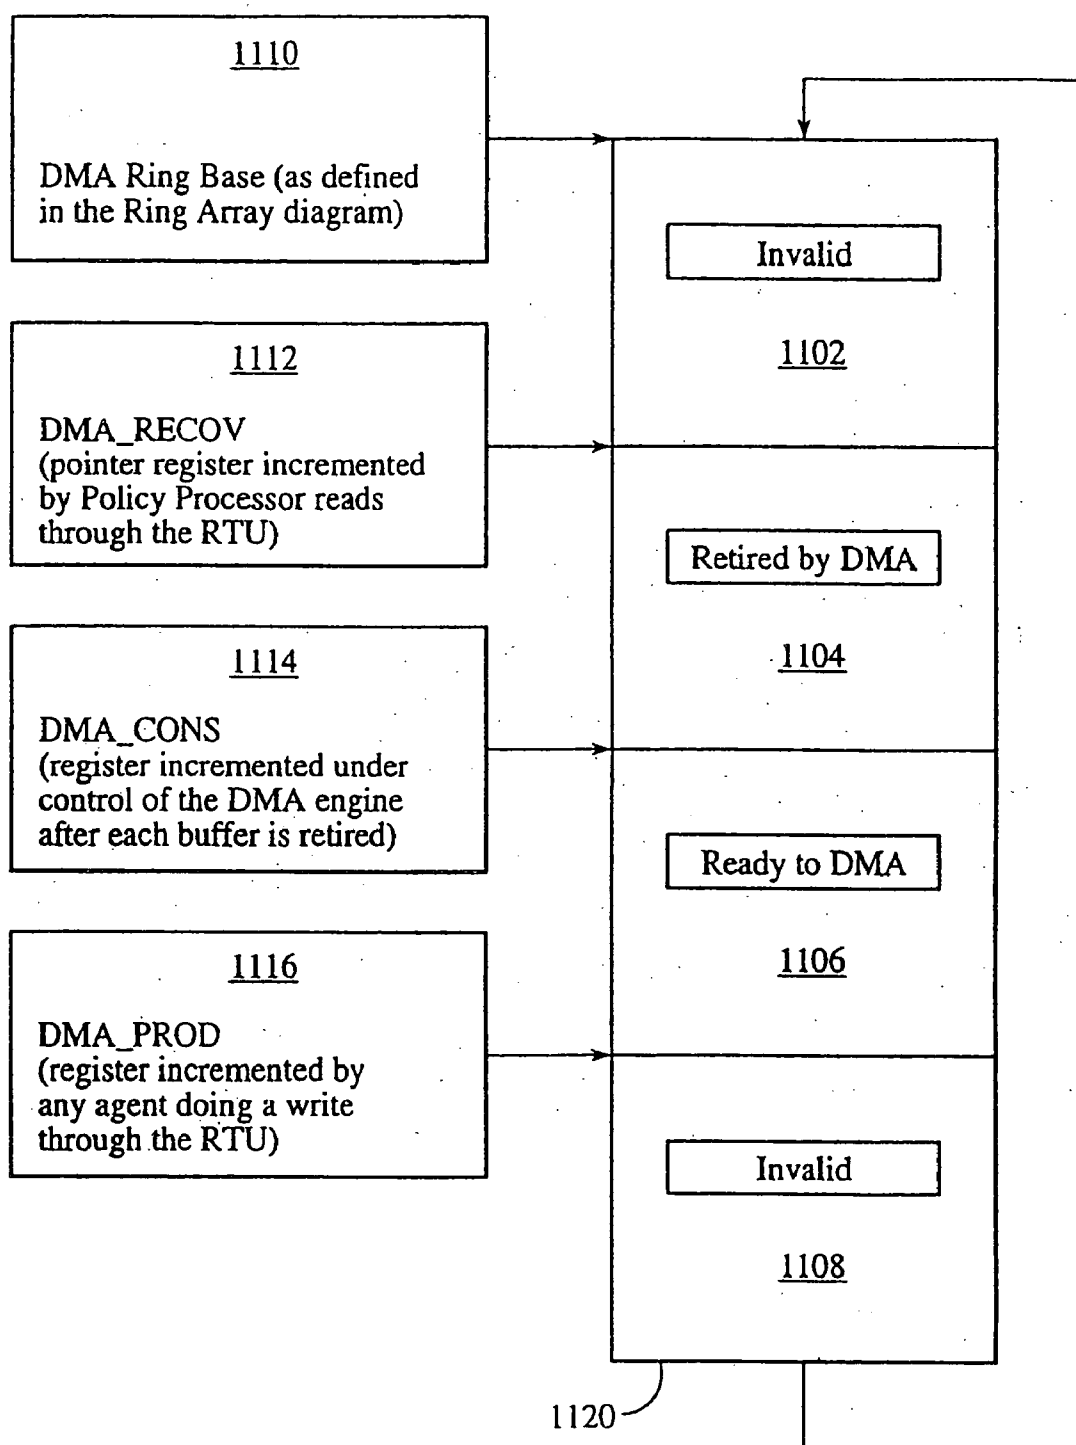 1110
DMA Ring Base (as defined
in the Ring Array diagram)
Invalid
1102
1112
DMA_RECOV
(pointer register incremented
by Policy Processor reads
through the RTU)
Retired by DMA
1104
1114
DMA_CONS
(register incremented under
control of the DMA engine
after each buffer is retired)
Ready to DMA
1106
1116
DMA_PROD
(register incremented by
any agent doing a write
through the RTU)
Invalid
1108
1120